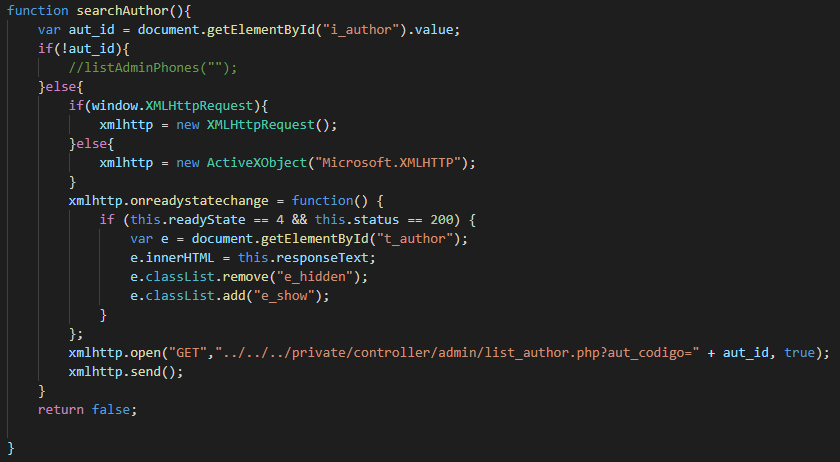 function searchAuthor(){
    var aut_id = document.getElementById("i_author").value;
    if(!aut_id){
        //listAdminPhones("");
    }else{
        if(window.XMLHttpRequest){
            xmlhttp = new XMLHttpRequest();
        }else{
            xmlhttp = new ActiveXObject("Microsoft.XMLHTTP");
        }
        xmlhttp.onreadystatechange = function() {
            if (this.readyState == 4 && this.status == 200) {
                var e = document.getElementById("t_author");
                e.innerHTML = this.responseText;
                e.classList.remove("e_hidden");
                e.classList.add("e_show");
            }
        };
        xmlhttp.open("GET","../../../private/controller/admin/list_author.php?aut_codigo=" + aut_id, true);
        xmlhttp.send();
    }
    return false;

}